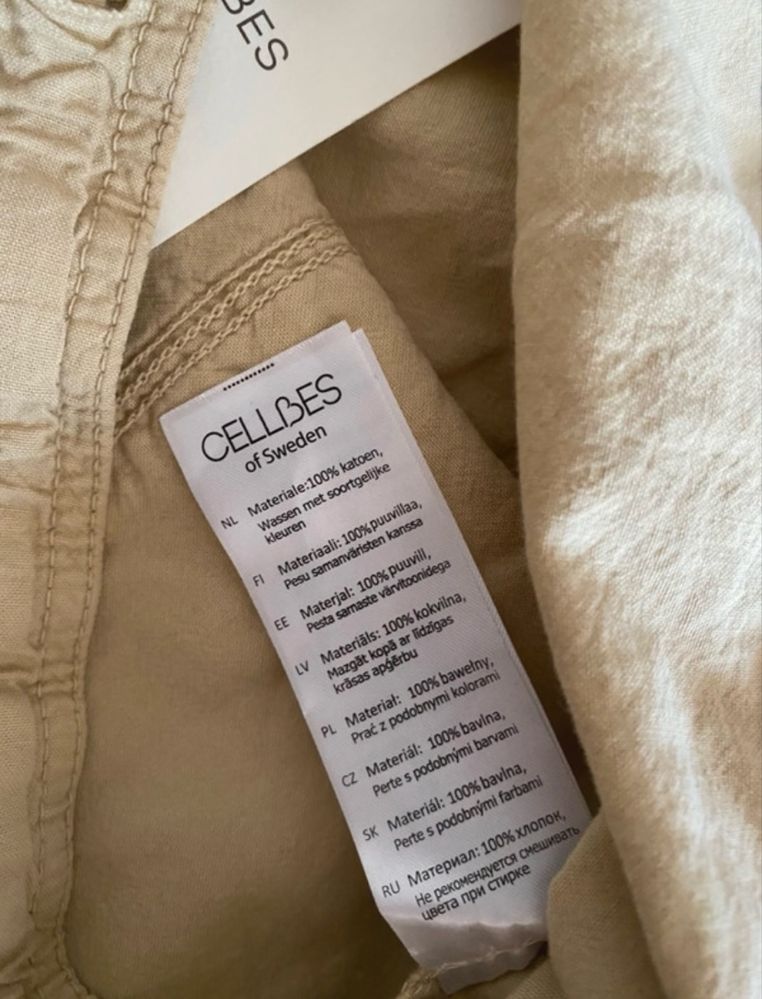 BES
CELLBES
of Sweden
NL Materiale:100% katoen,
Wassen met soortgelijke
kleuren
FI Materiaali: 100%puuvillaa,
Pesu samanväristen kanssa
EE Materjal: 100% puuvill,
Pesta samaste värvitoonidega
LV Materiāls: 100% kokvilna,
Mazgāt kopā ar līdzīgas
krāsas apģērbu
PL Materiał: 100% bawełny,
Prać z podobnymi kolorami
CZ Materiál: 100% bavlna,
Perte s podobnými barvami
SK Materiál: 100% bavlna,
Perte s podobnými farbami
RU Материал: 100% хлопок,
Не рекомендуется смешивать
цвета при стирке